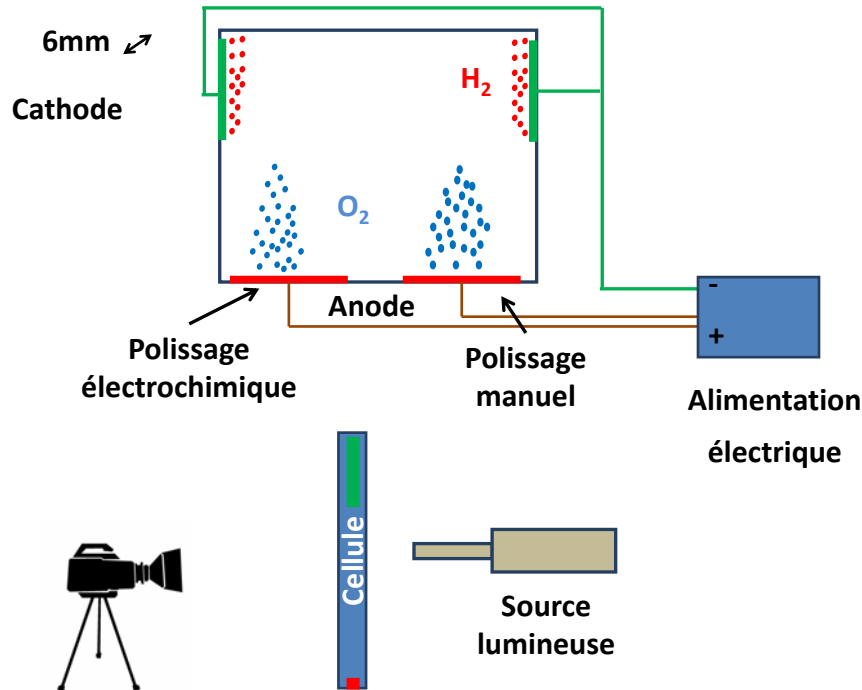 6mm
Cathode
H2
O2
Anode
-
+
Polissage
électrochimique
Polissage
manuel
Alimentation
électrique
Cellule
Source
lumineuse